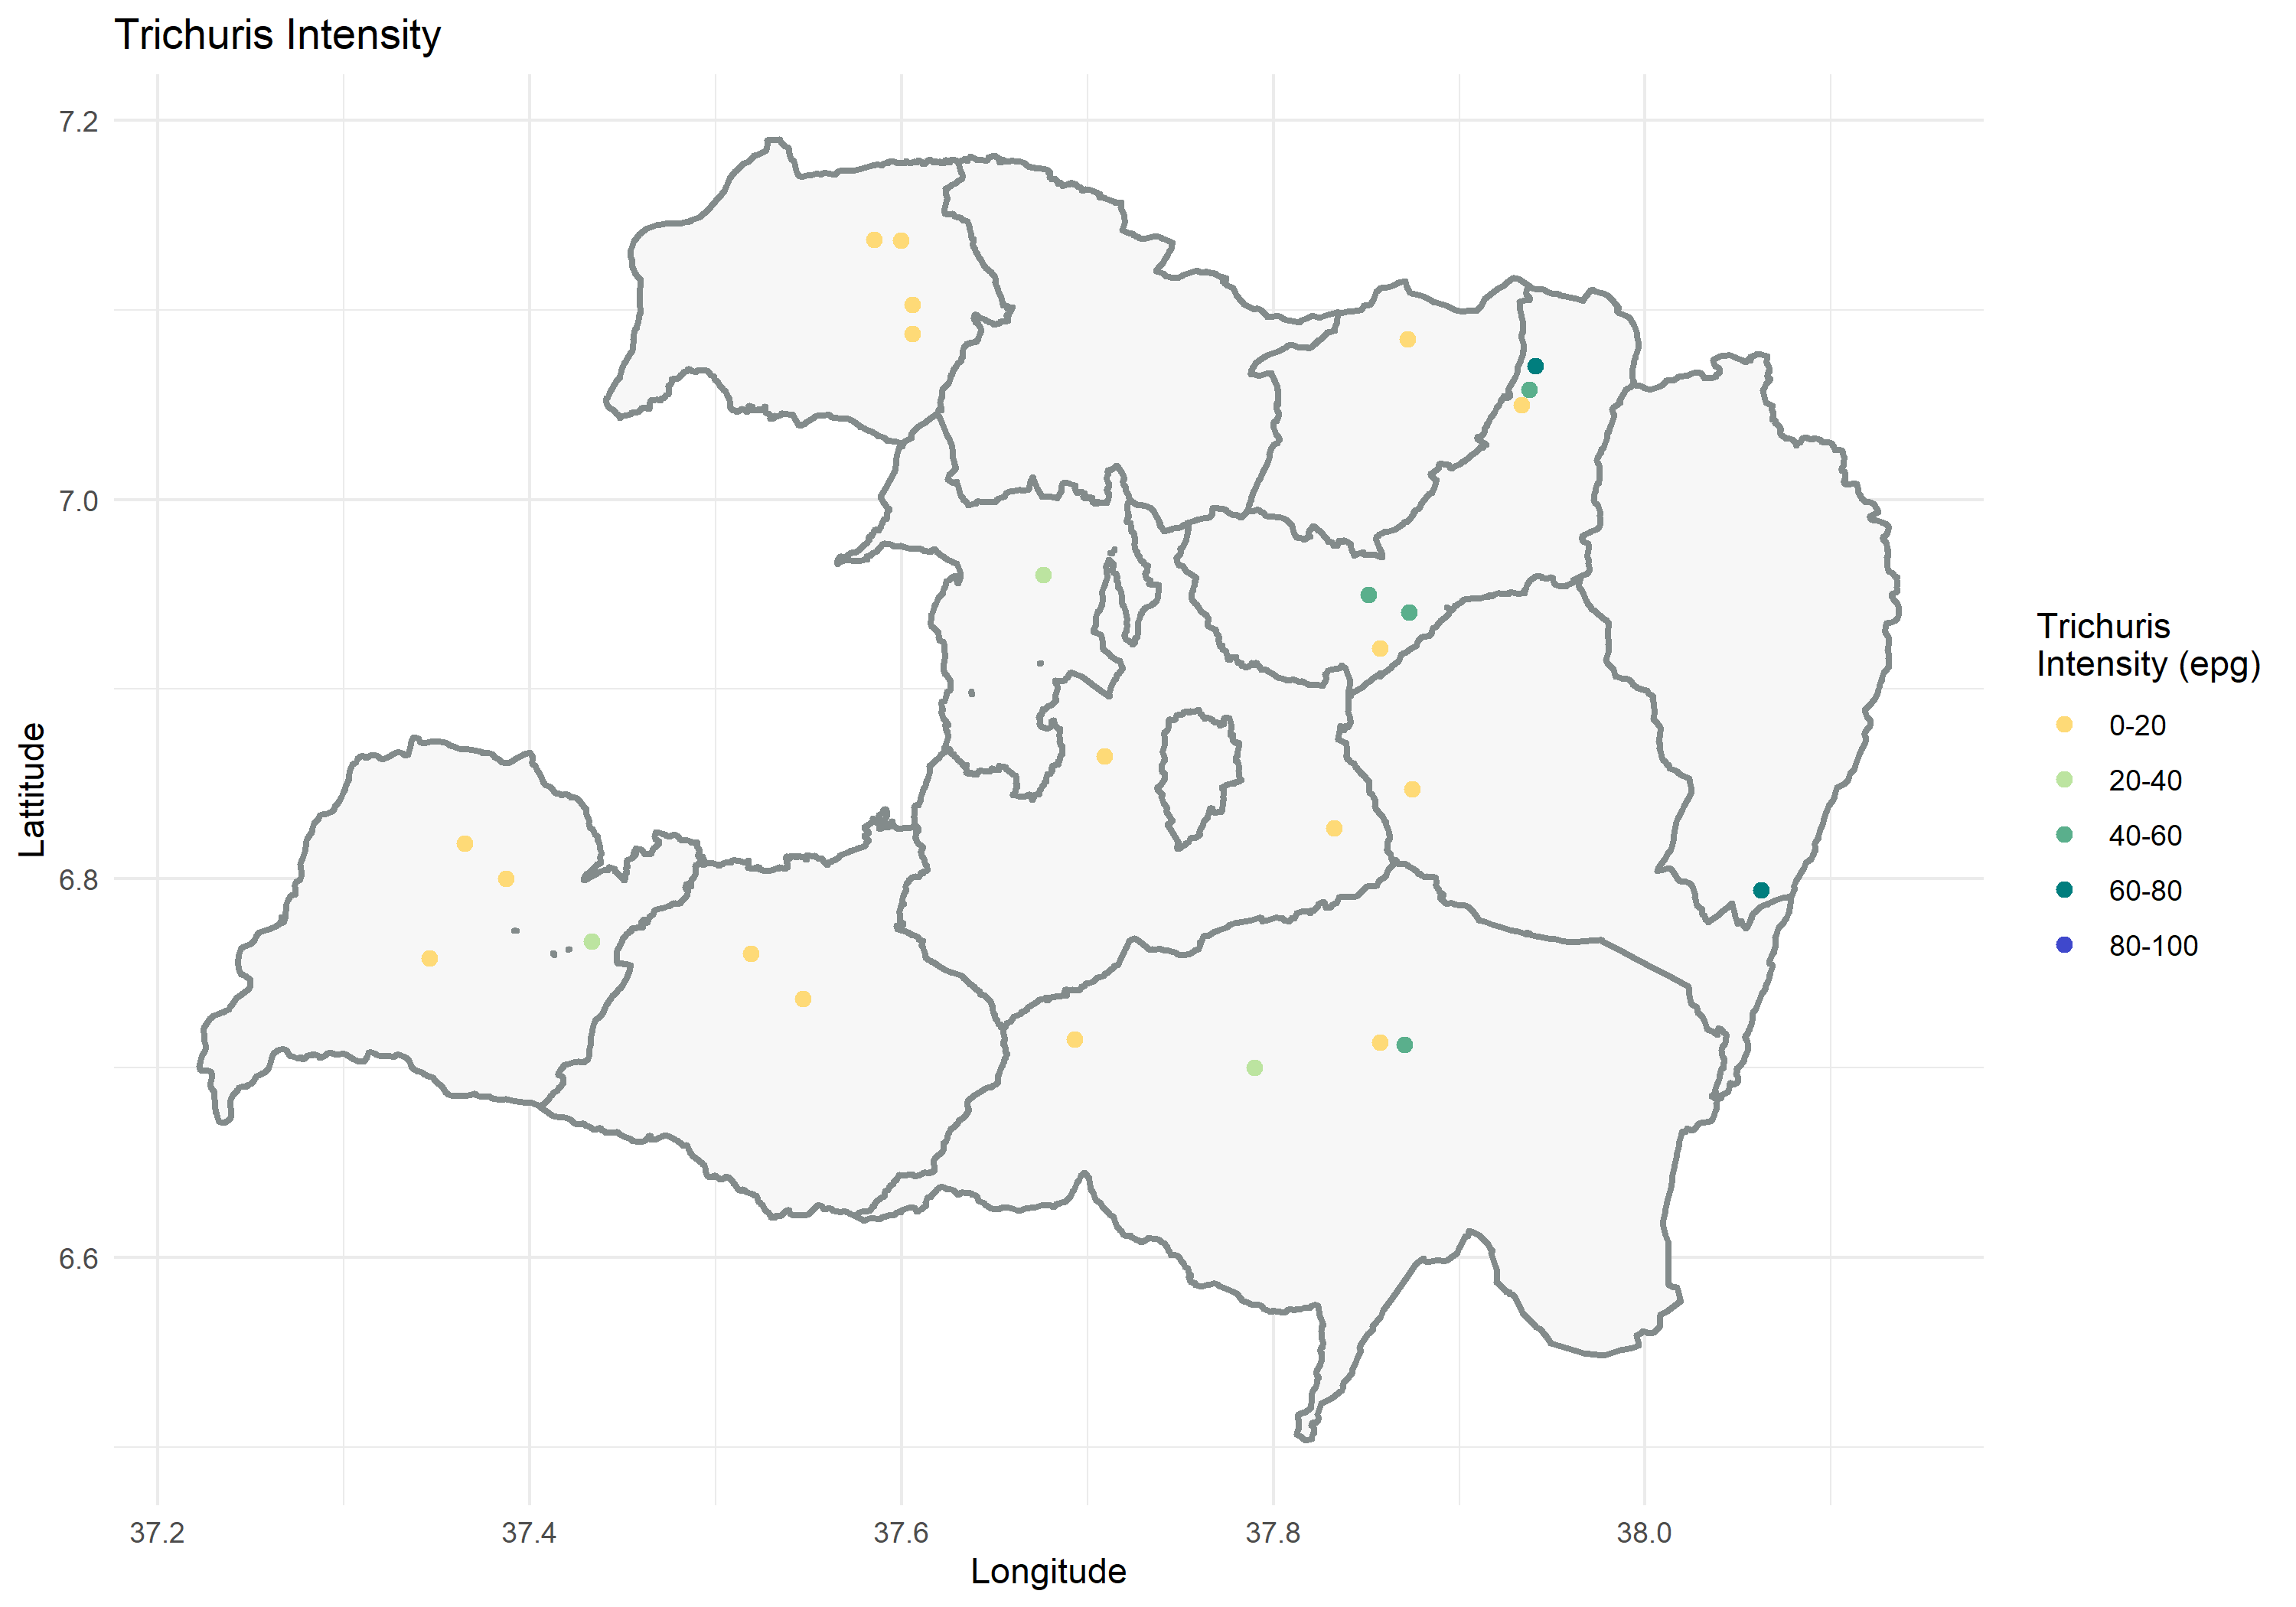 Trichuris Intensity
7.2
7.0
6.8
6.6
Lattitude
37.2
37.4
37.6
37.8
38.0
Longitude
Trichuris
Intensity (epg)
0-20
20-40
40-60
60-80
80-100